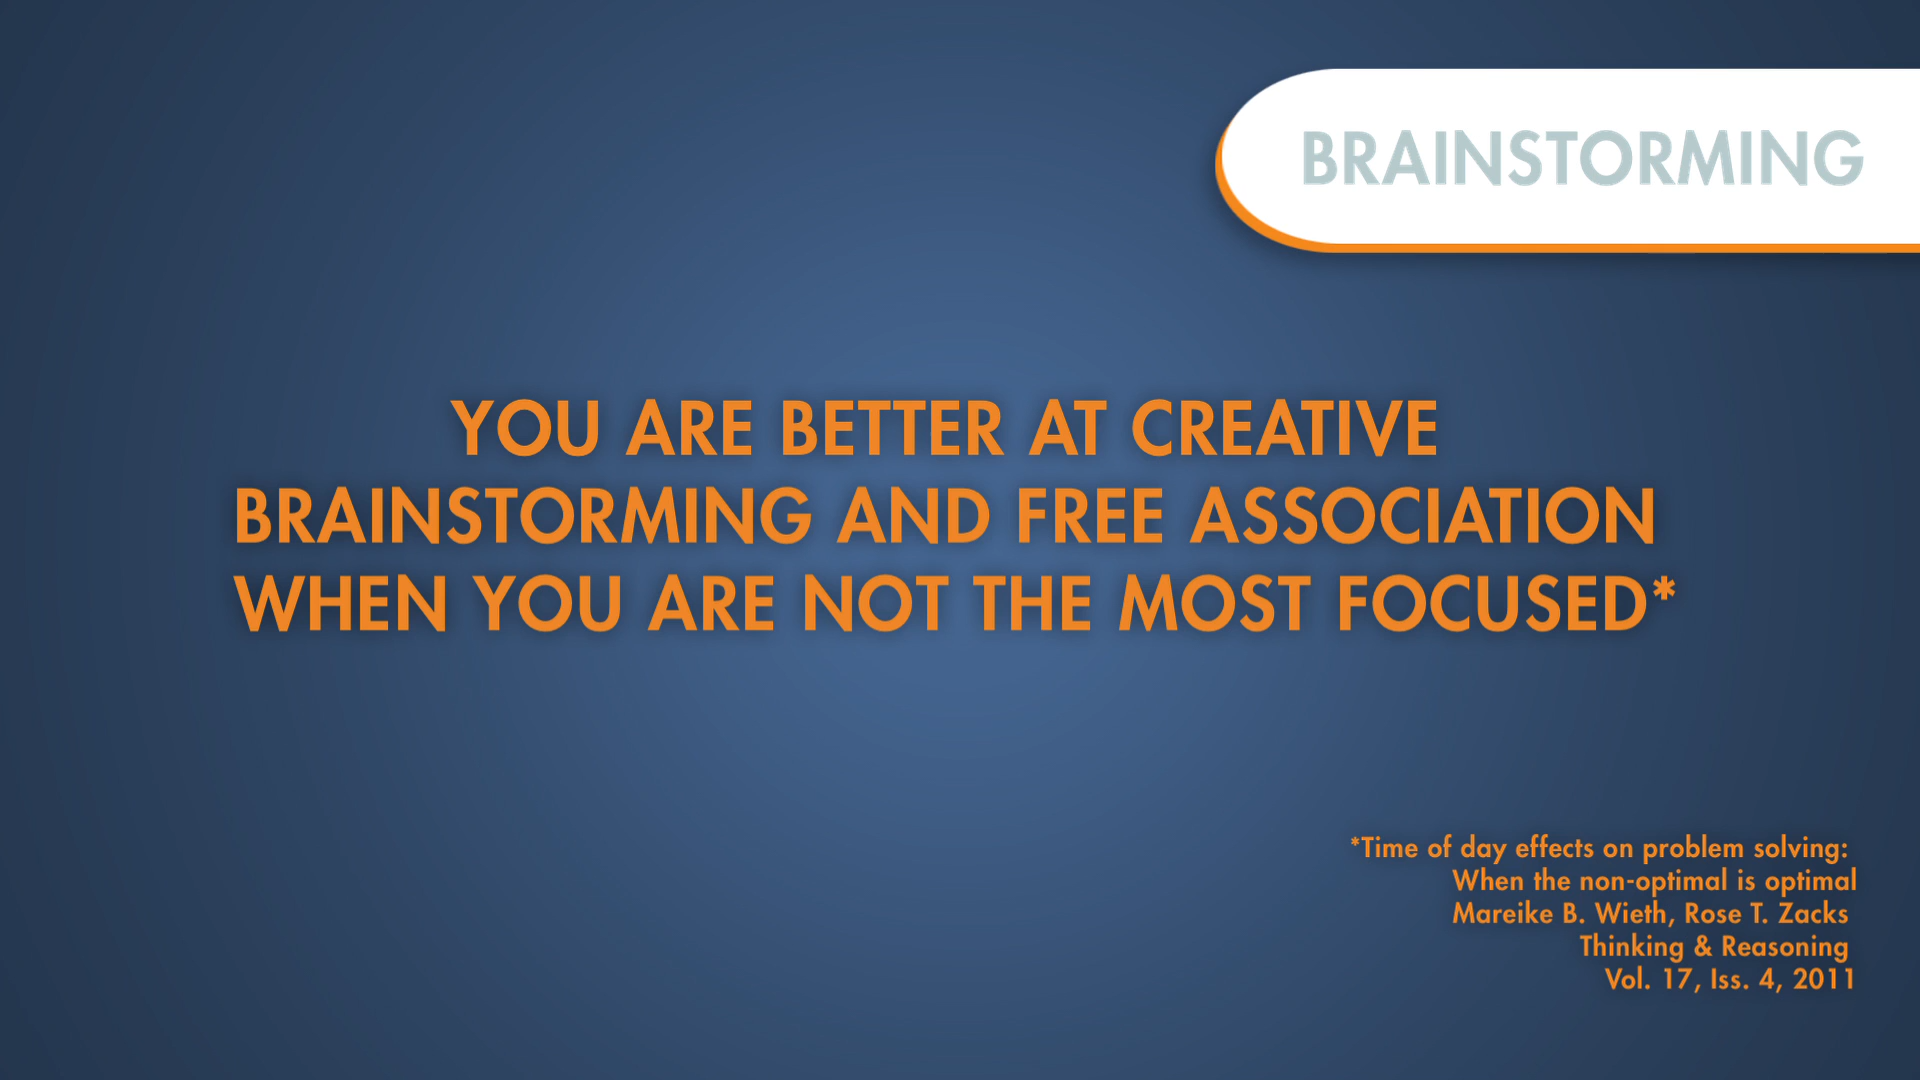 BRAINSTORMING
YOU ARE BETTER AT CREATIVE
BRAINSTORMING AND FREE ASSOCIATION
WHEN YOU ARE NOT THE MOST FOCUSED*
*Time of day effects on problem solving:
When the non-optimal is optimal
Mareike B. Wieth, Rose T. Zacks
Thinking & Reasoning
Vol. 17, Iss. 4, 2011